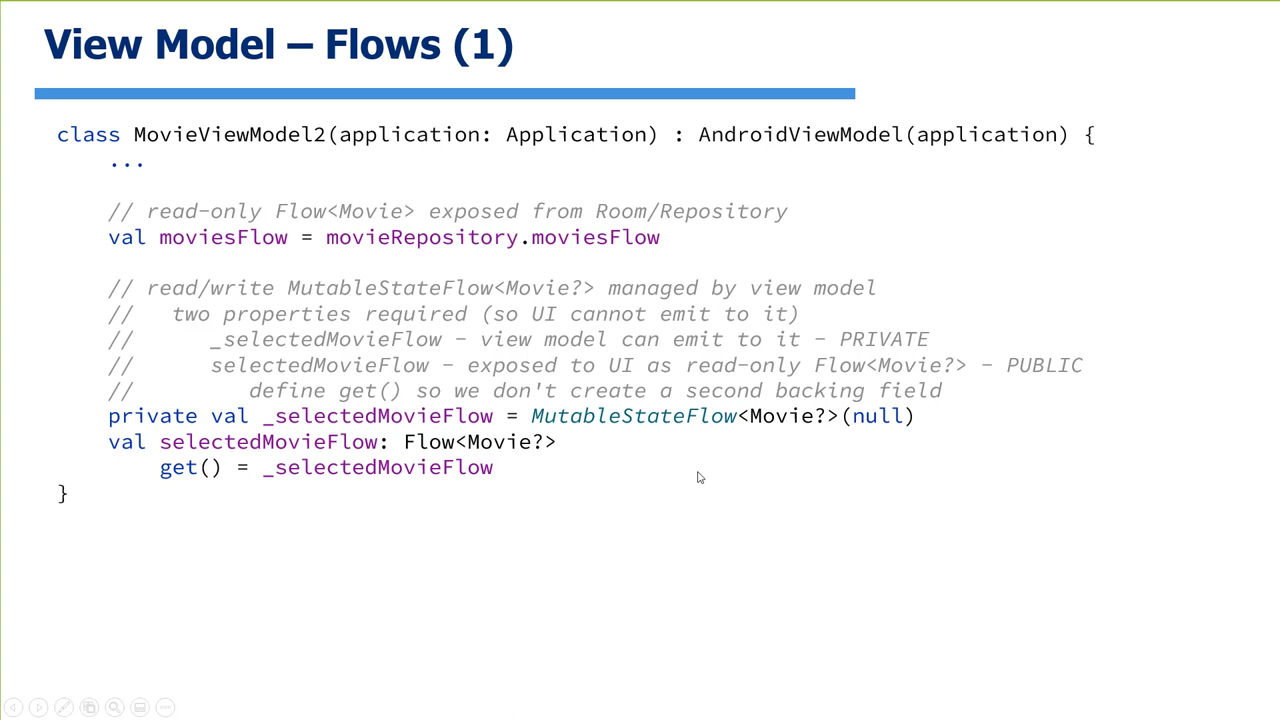 View Model – Flows (1)
class MovieViewModel2(application: Application) : AndroidViewModel(application) {
...
// read-only Flow<Movie> exposed from Room/Repository
val moviesFlow = movieRepository.moviesFlow
// read/write MutableStateFlow<Movie?> managed by view model
//   two properties required (so UI cannot emit to it)
//      _selectedMovieFlow - view model can emit to it - PRIVATE
//      selectedMovieFlow - exposed to UI as read-only Flow<Movie?> - PUBLIC
//         define get() so we don't create a second backing field
private val _selectedMovieFlow = MutableStateFlow<Movie?>(null)
val selectedMovieFlow: Flow<Movie?>
get() = _selectedMovieFlow
}